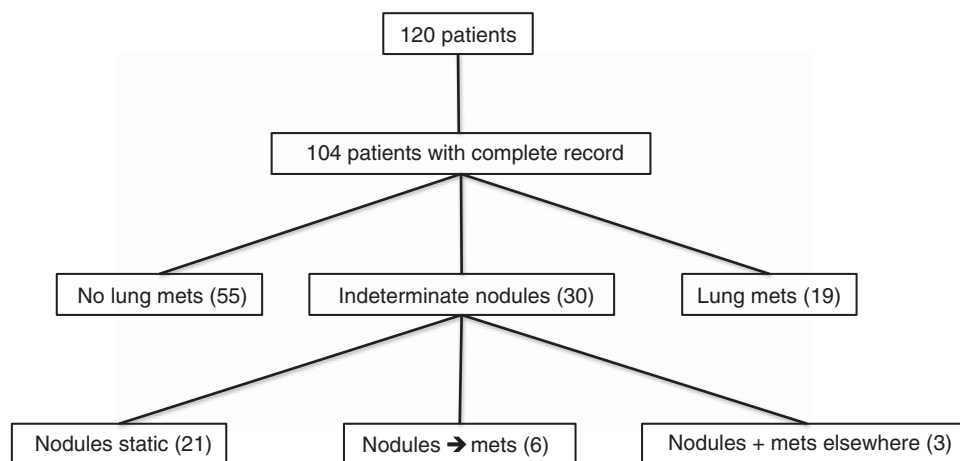 120 patients
104 patients with complete record
No lung mets (55)
Indeterminate nodules (30)
Lung mets (19)
Nodules static (21)
Nodules ➔ mets (6)
Nodules + mets elsewhere (3)